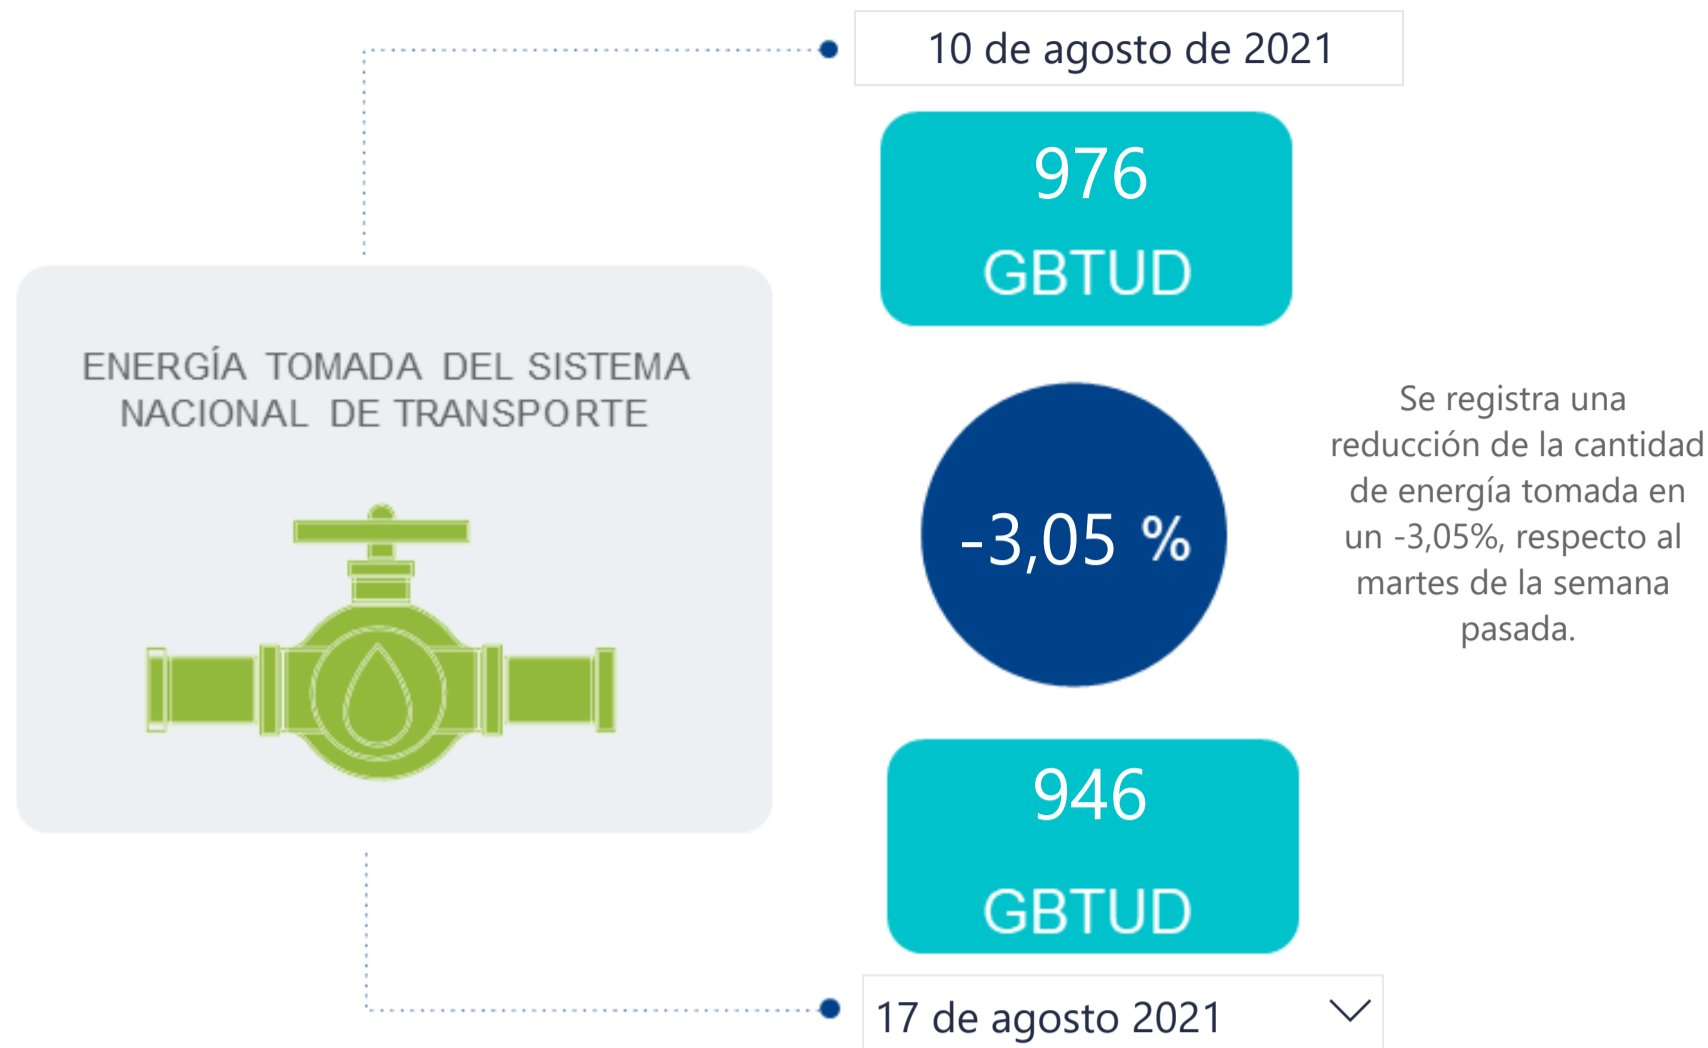 10 de agosto de 2021
976
GBTUD
ENERGÍA TOMADA DEL SISTEMA
NACIONAL DE TRANSPORTE
-3,05 %
Se registra una
reducción de la cantidad
de energía tomada en
un -3,05%, respecto al
martes de la semana
pasada.
946
GBTUD
17 de agosto 2021